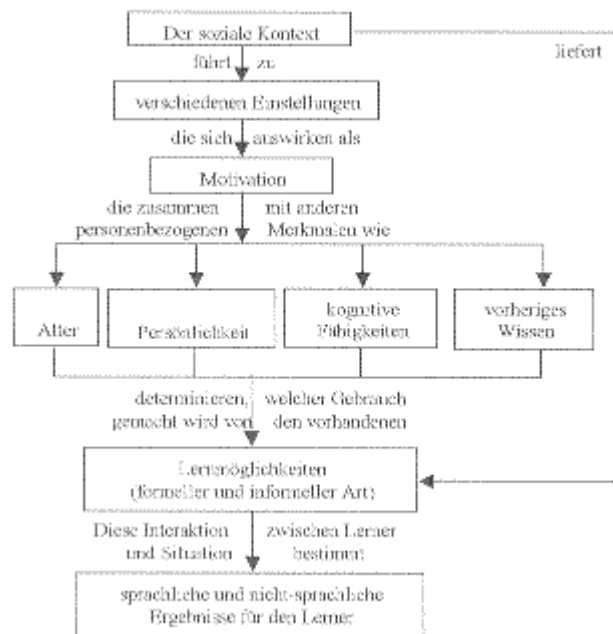 Der soziale Kontext
liefert
führt zu
verschiedenen Einstellungen
die sich auswirken als
Motivation
die zusammen mit anderen
personenbezogenen Merkmalen wie
Alter
Persönlichkeit
kognitive
Fähigkeiten
vorheriges
Wissen
determinieren, welcher Gebrauch
gemacht wird von den vorhandenen
Lernmöglichkeiten
(formeller und informeller Art)
Diese Interaktion zwischen Lerner
und Situation bestimmt
sprachliche und nicht-sprachliche
Ergebnisse für den Lerner